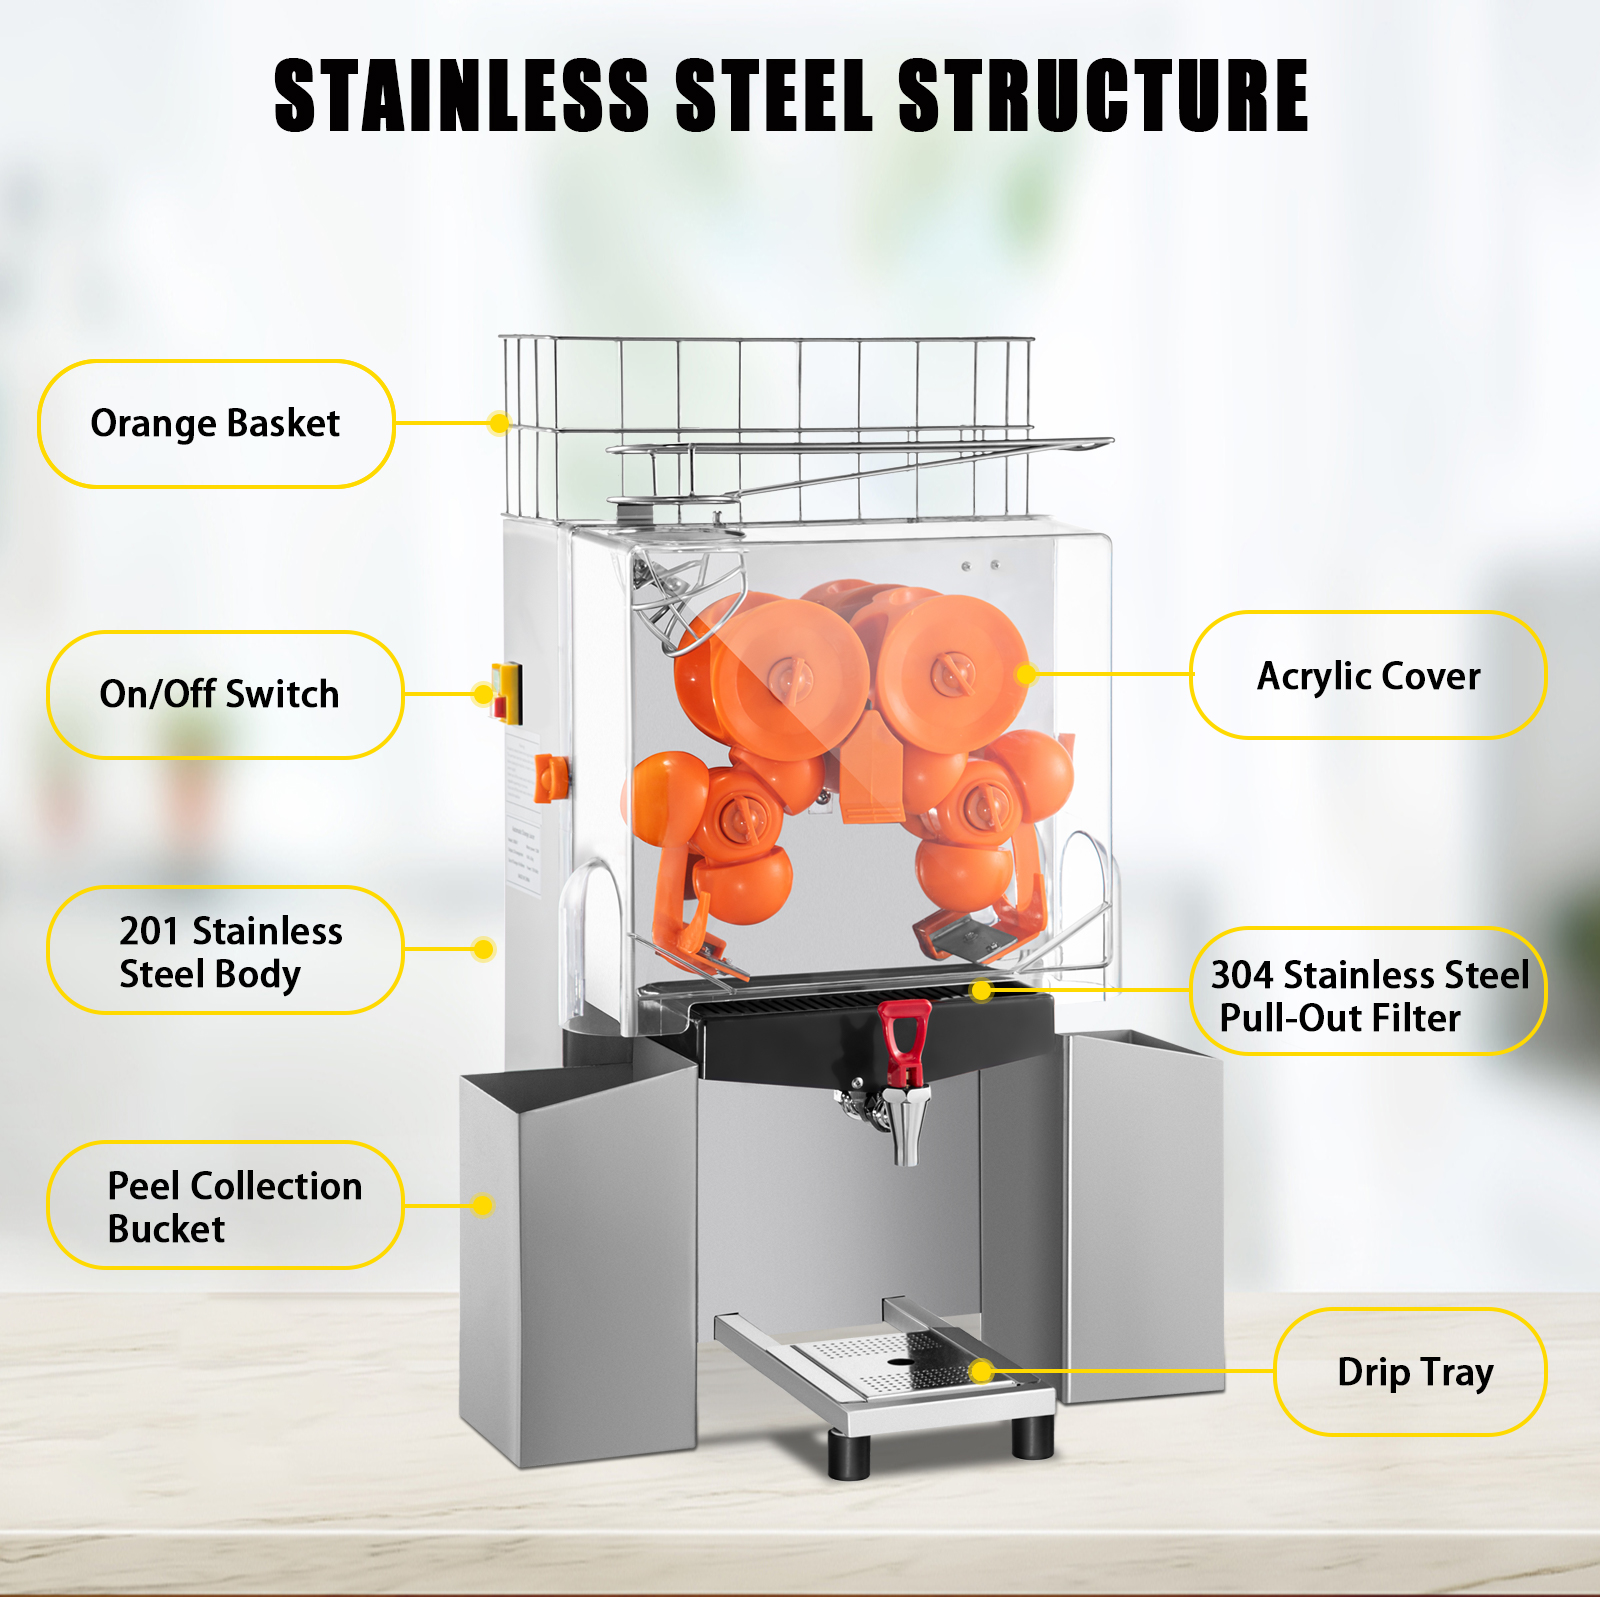 STAINLESS STEEL STRUCTURE
Orange Basket
On/Off Switch
Acrylic Cover
201 Stainless
Steel Body
304 Stainless Steel
Pull-Out Filter
Peel Collection
Bucket
Drip Tray